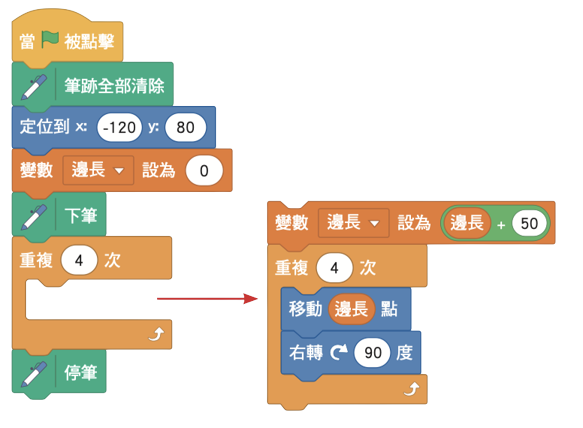 當 被點擊
筆跡全部清除
定位到 x: -120 y: 80
變數 邊長 設為 0
下筆
重複 4 次
停筆
變數 邊長 設為 邊長 + 50
重複 4 次
移動 邊長 點
右轉 90 度